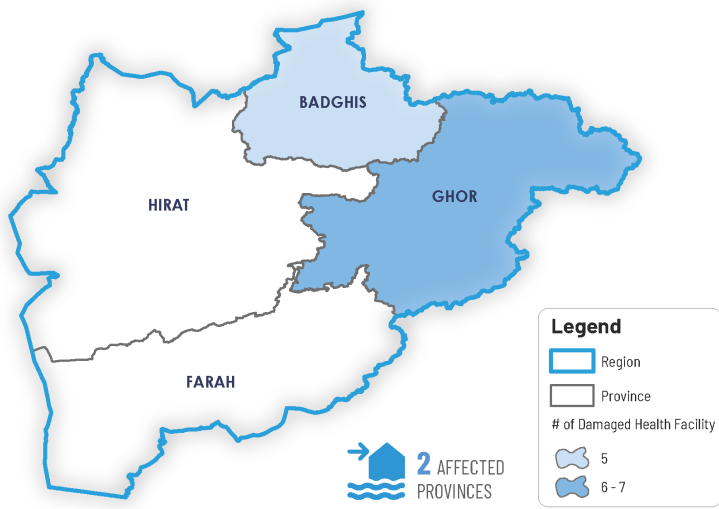 BADGHIS
HIRAT
GHOR
FARAH
Legend
Region
Province
# of Damaged Health Facility
5
6 - 7
2 AFFECTED
PROVINCES